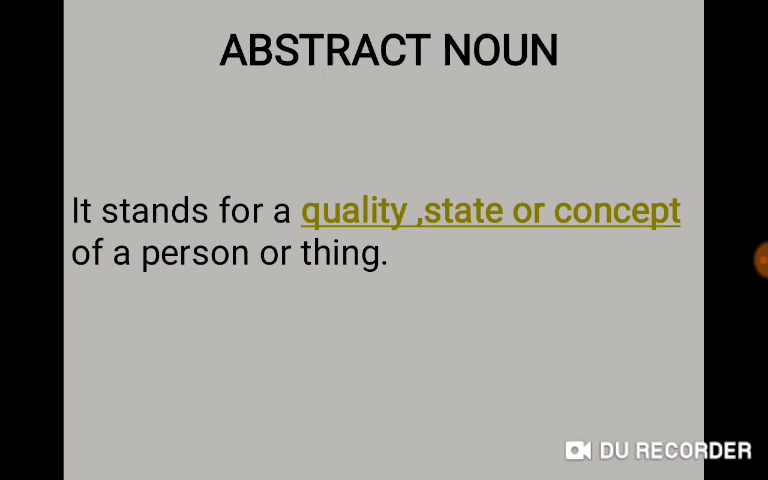 ABSTRACT NOUN
It stands for a quality ,state or concept
of a person or thing.
DU RECORDER